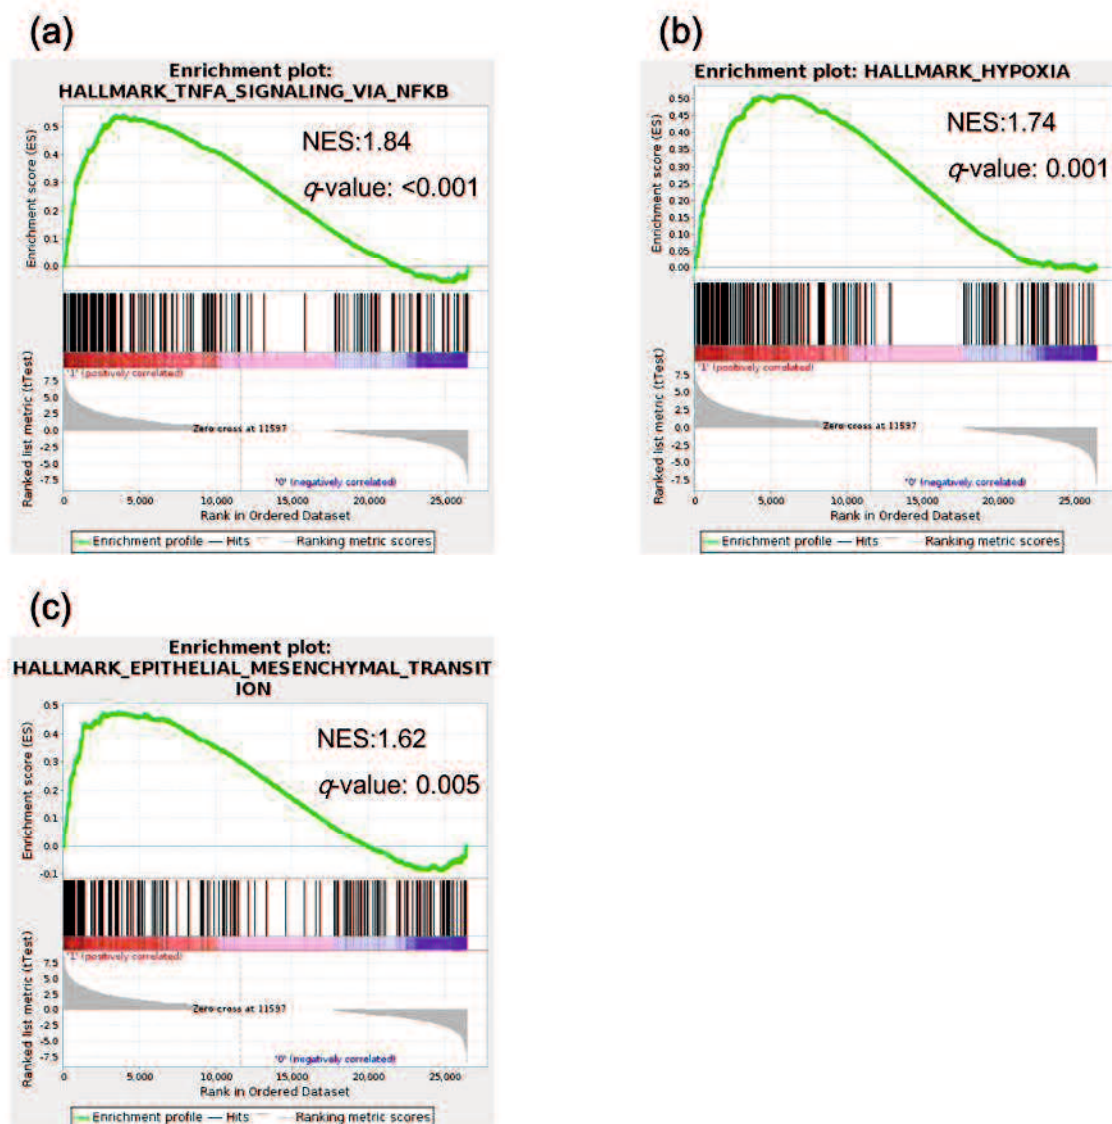 (a)
Enrichment plot:
HALLMARK_TNFA_SIGNALING_VIA_NFKB
Enrichment score (ES)
0.5
0.4
0.3
0.2
0.1
0.0
NES:1.84
q-value: <0.001
Ranked list metric (tTest)
'1' (positively correlated)
7.5
5.0
2.5
0.0
-2.5
-5.0
-7.5
Zero cross at 11597
'0' (negatively correlated)
0 5,000 10,000 15,000 20,000 25,000
Rank in Ordered Dataset
Enrichment profile Hits Ranking metric scores
(b)
Enrichment plot: HALLMARK_HYPOXIA
Enrichment score (ES)
0.50
0.45
0.40
0.35
0.30
0.25
0.20
0.15
0.10
0.05
0.00
NES:1.74
q-value: 0.001
Ranked list metric (tTest)
'1' (positively correlated)
7.5
5.0
2.5
0.0
-2.5
-5.0
-7.5
Zero cross at 11597
'0' (negatively correlated)
0 5,000 10,000 15,000 20,000 25,000
Rank in Ordered Dataset
Enrichment profile Hits Ranking metric scores
(c)
Enrichment plot:
HALLMARK_EPITHELIAL_MESENCHYMAL_TRANSIT
ION
Enrichment score (ES)
0.5
0.4
0.3
0.2
0.1
0.0
-0.1
NES:1.62
q-value: 0.005
Ranked list metric (tTest)
'1' (positively correlated)
7.5
5.0
2.5
0.0
-2.5
-5.0
-7.5
Zero cross at 11597
'0' (negatively correlated)
0 5,000 10,000 15,000 20,000 25,000
Rank in Ordered Dataset
Enrichment profile Hits Ranking metric scores